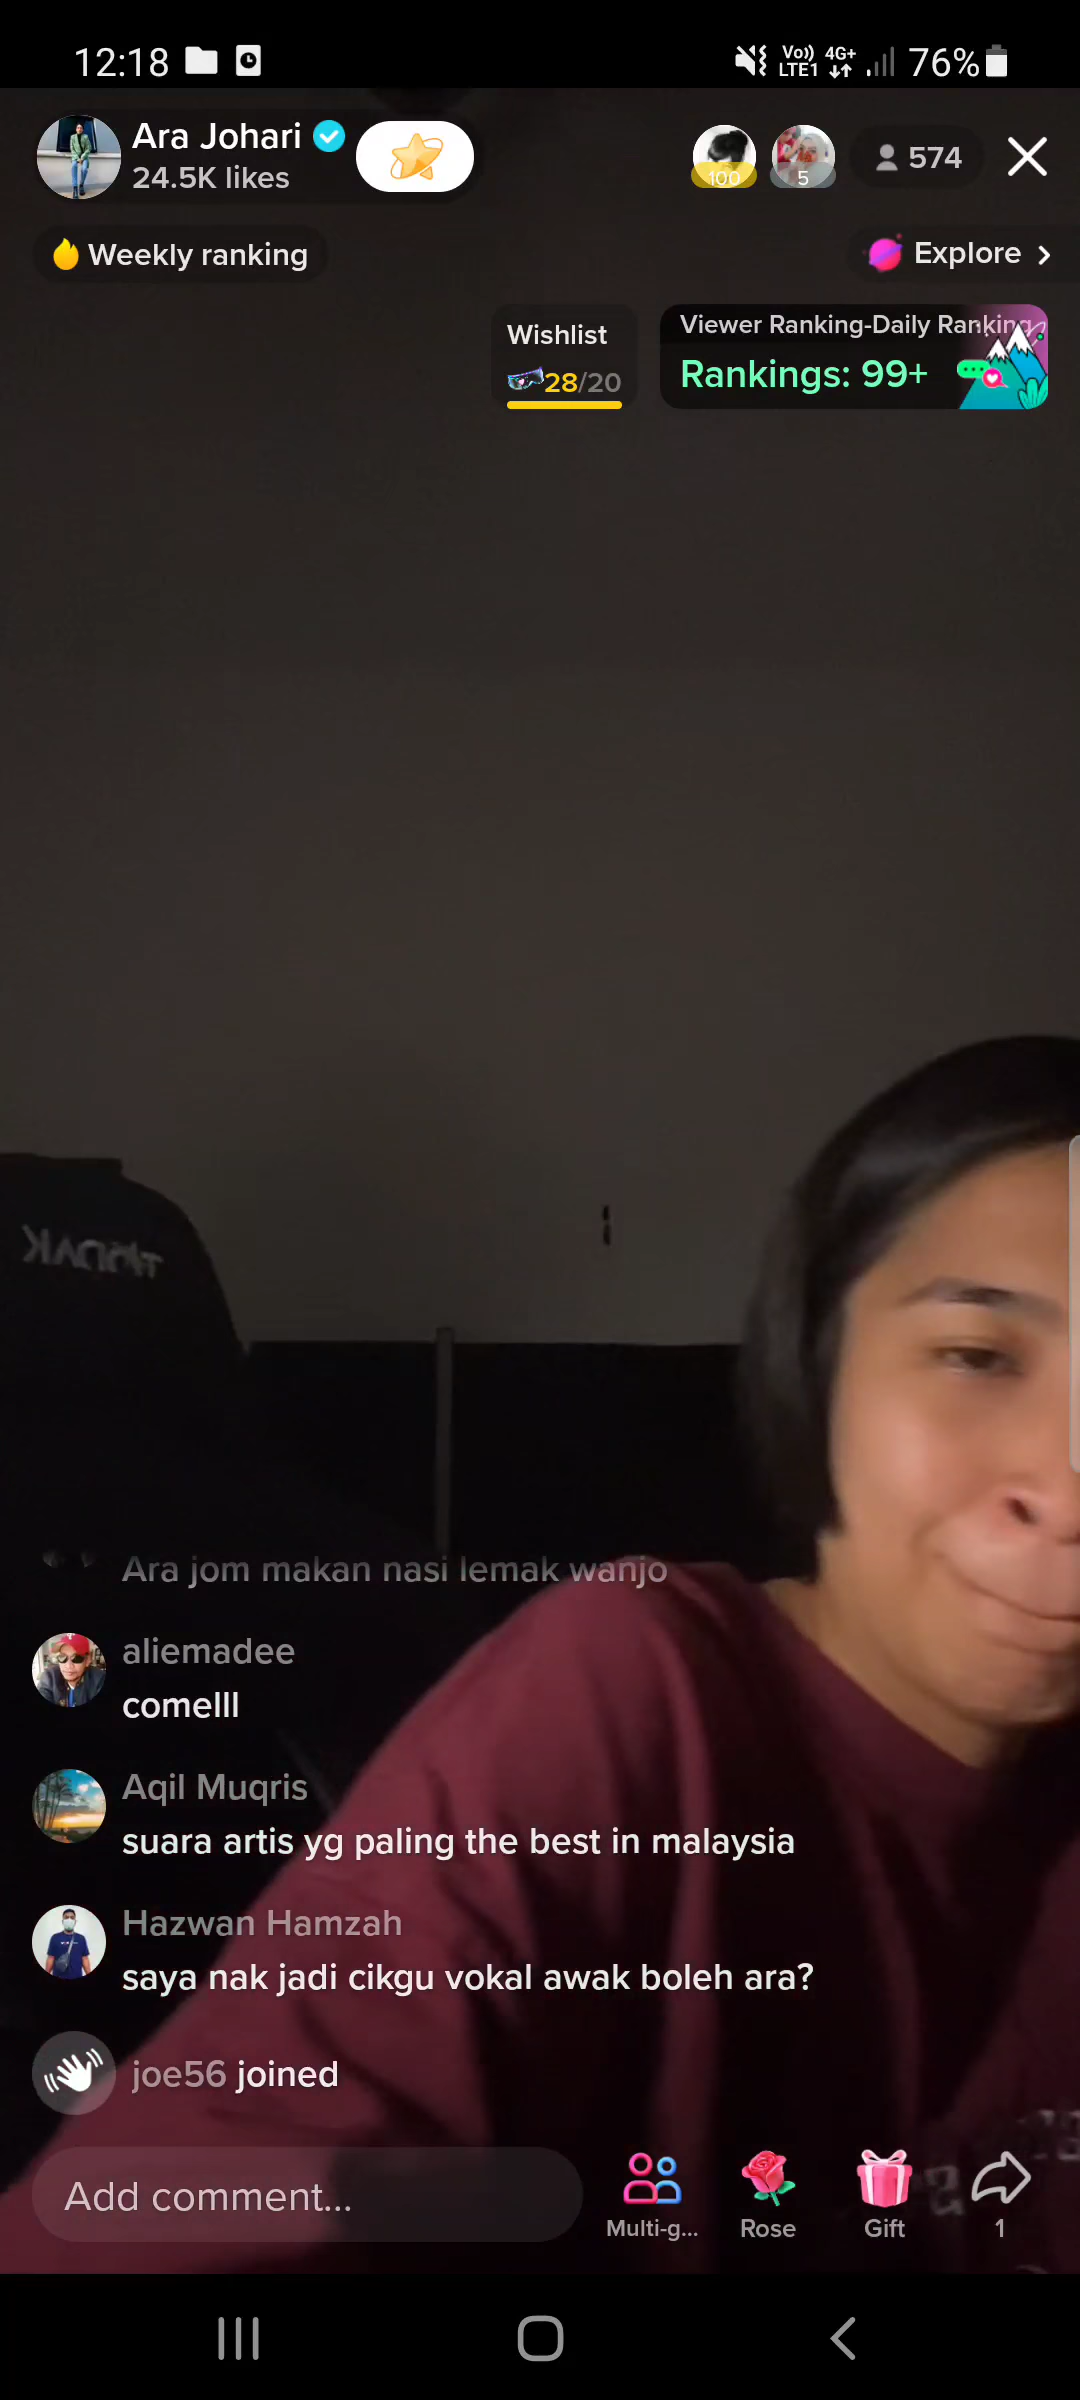 12:18
Vo)) LTE1 4G+ 76%
Ara Johari
24.5K likes
100
5
574
Weekly ranking
Explore
Wishlist
28/20
Viewer Ranking-Daily Ranking
Rankings: 99+
Ara jom makan nasi lemak wanjo
aliemadee
comelll
Aqil Muqris
suara artis yg paling the best in malaysia
Hazwan Hamzah
saya nak jadi cikgu vokal awak boleh ara?
joe56 joined
Add comment...
Multi-g...
Rose
Gift
1